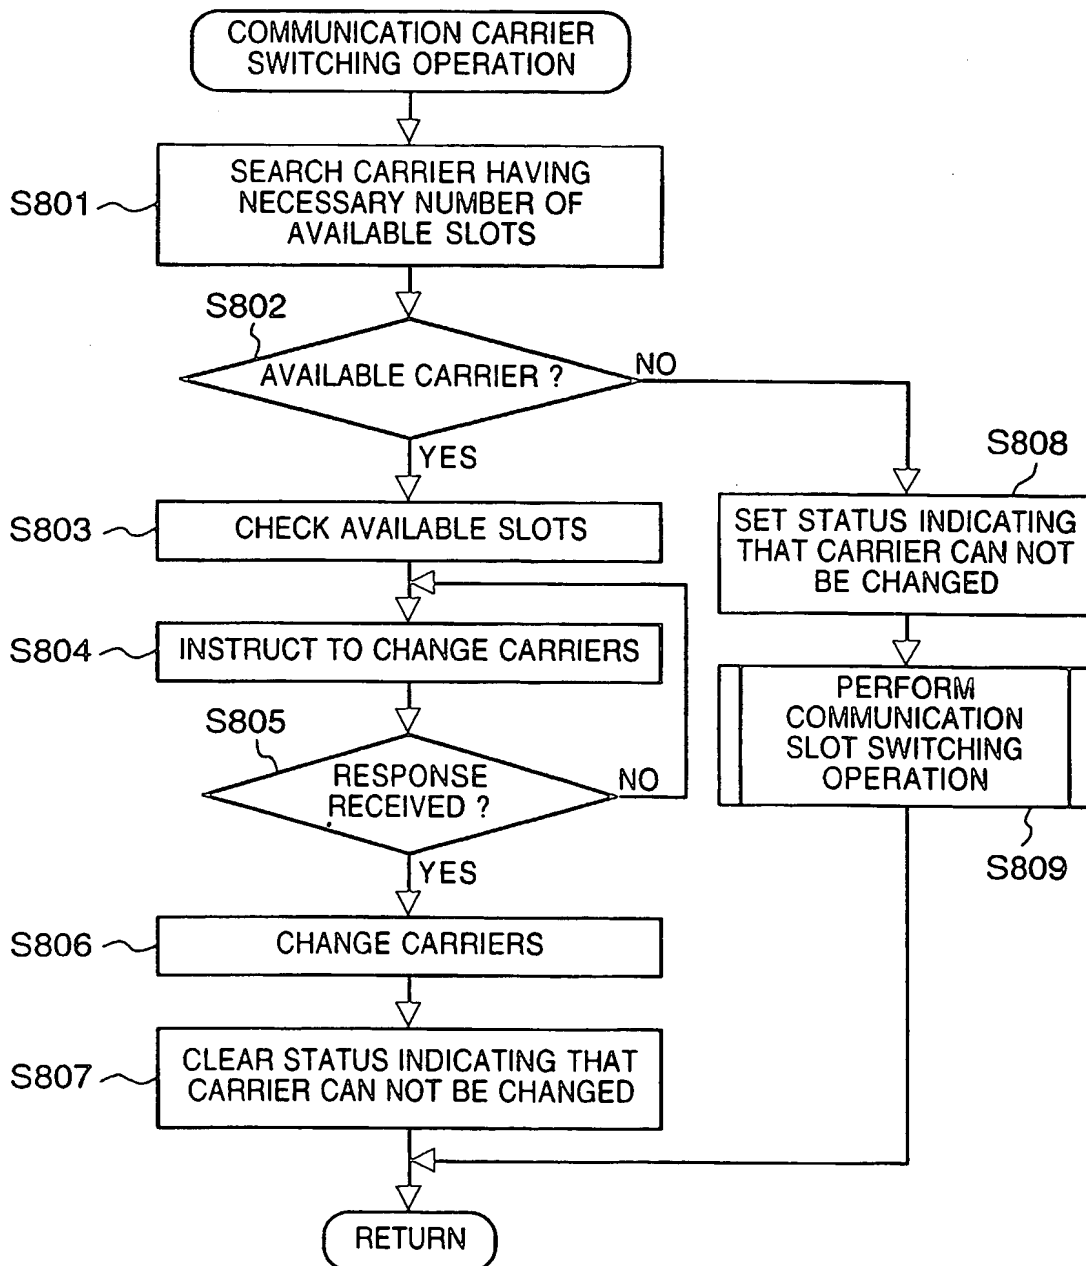 COMMUNICATION CARRIER
SWITCHING OPERATION
S801
SEARCH CARRIER HAVING
NECESSARY NUMBER OF
AVAILABLE SLOTS
S802
AVAILABLE CARRIER ?
NO
YES
S803
CHECK AVAILABLE SLOTS
S804
INSTRUCT TO CHANGE CARRIERS
S805
RESPONSE
RECEIVED ?
NO
YES
S806
CHANGE CARRIERS
S807
CLEAR STATUS INDICATING THAT
CARRIER CAN NOT BE CHANGED
S808
SET STATUS INDICATING
THAT CARRIER CAN NOT
BE CHANGED
PERFORM
COMMUNICATION
SLOT SWITCHING
OPERATION
S809
RETURN